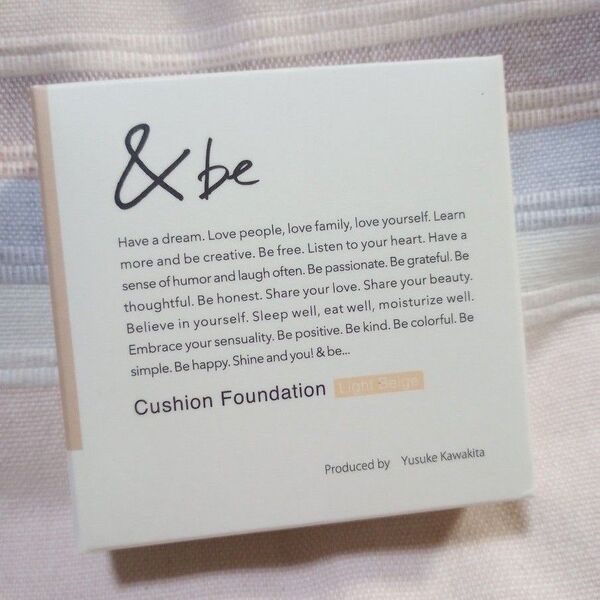 & be
Have a dream. Love people, love family, love yourself. Learn
more and be creative. Be free. Listen to your heart. Have a
sense of humor and laugh often. Be passionate. Be grateful. Be
thoughtful. Be honest. Share your love. Share your beauty.
Believe in yourself. Sleep well, eat well, moisturize well.
Embrace your sensuality. Be positive. Be kind. Be colorful. Be
simple. Be happy. Shine and you! & be...
Cushion Foundation Light Beige
Produced by Yusuke Kawakita